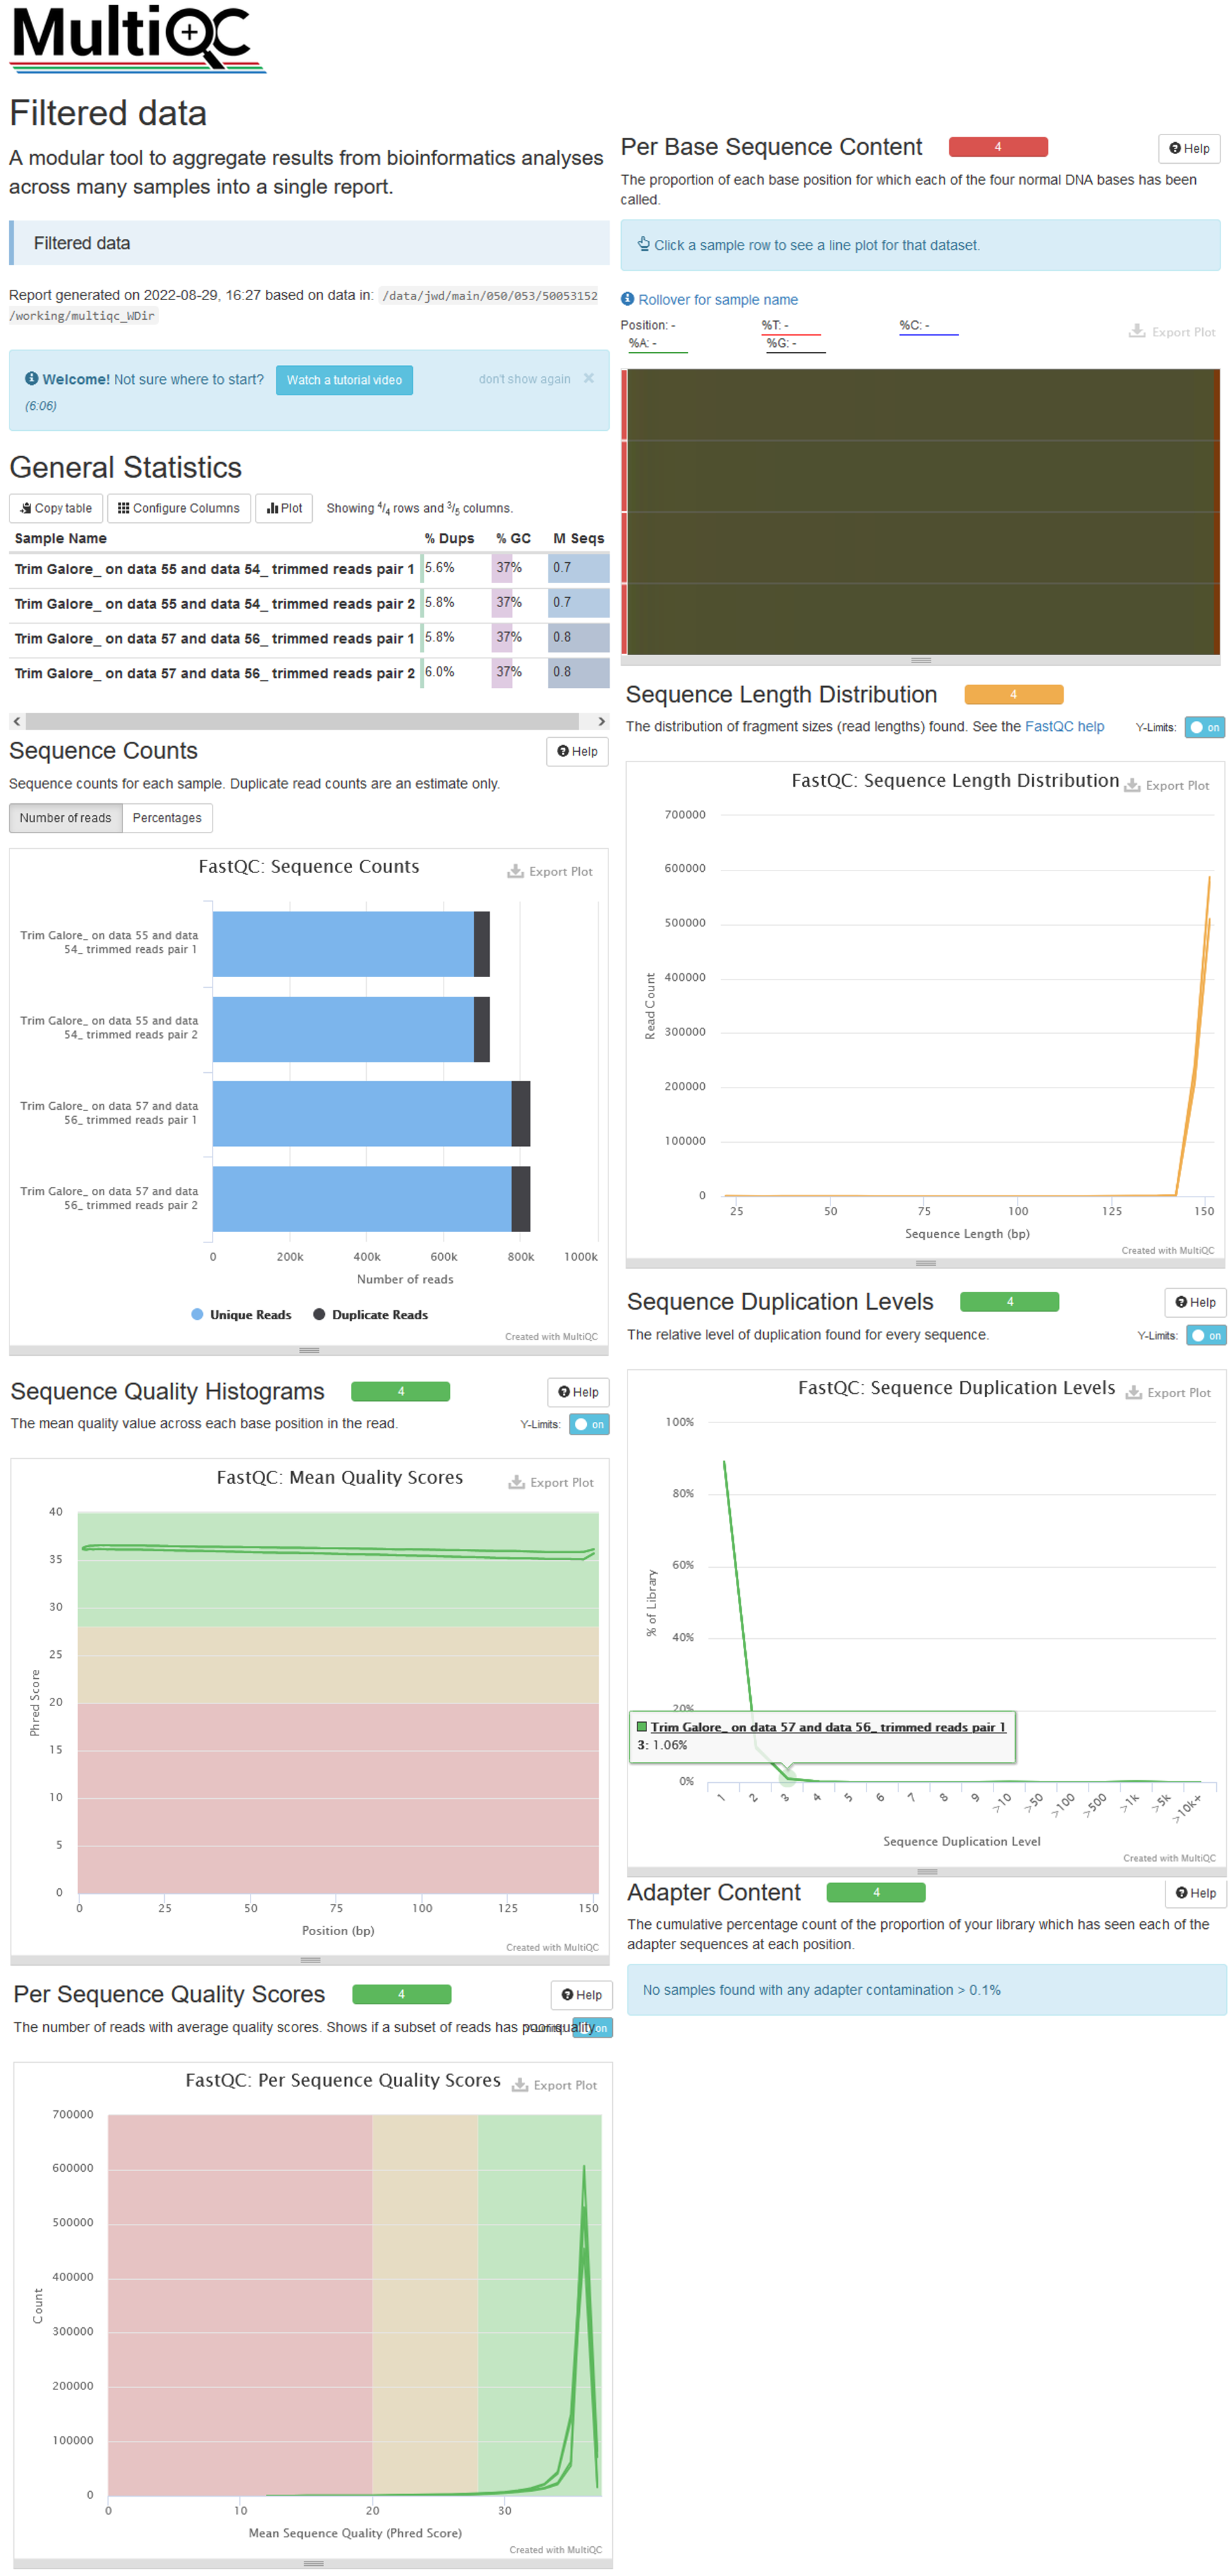 MultiQC
Filtered data
A modular tool to aggregate results from bioinformatics analyses
across many samples into a single report.
Filtered data
Report generated on 2022-08-29, 16:27 based on data in: /data/jwd/main/050/053/50053152
/working/multiqc_WDir
Welcome! Not sure where to start? Watch a tutorial video don't show again ×
(6:06)
General Statistics
Copy table Configure Columns Plot Showing 4/4 rows and 3/5 columns.
Sample Name % Dups % GC M Seqs
Trim Galore_ on data 55 and data 54_ trimmed reads pair 1 5.6% 37% 0.7
Trim Galore_ on data 55 and data 54_ trimmed reads pair 2 5.8% 37% 0.7
Trim Galore_ on data 57 and data 56_ trimmed reads pair 1 5.8% 37% 0.8
Trim Galore_ on data 57 and data 56_ trimmed reads pair 2 6.0% 37% 0.8
Sequence Counts Help
Sequence counts for each sample. Duplicate read counts are an estimate only.
Number of reads Percentages
FastQC: Sequence Counts Export Plot
Trim Galore_ on data 55 and data
54_ trimmed reads pair 1
Trim Galore_ on data 55 and data
54_ trimmed reads pair 2
Trim Galore_ on data 57 and data
56_ trimmed reads pair 1
Trim Galore_ on data 57 and data
56_ trimmed reads pair 2
0 200k 400k 600k 800k 1000k
Number of reads
Unique Reads Duplicate Reads
Created with MultiQC
Sequence Quality Histograms 4 Help
The mean quality value across each base position in the read. Y-Limits: on
FastQC: Mean Quality Scores Export Plot
Phred Score
40
35
30
25
20
15
10
5
0
0 25 50 75 100 125 150
Position (bp)
Created with MultiQC
Per Sequence Quality Scores 4 Help
The number of reads with average quality scores. Shows if a subset of reads has poor quality on
FastQC: Per Sequence Quality Scores Export Plot
Count
700000
600000
500000
400000
300000
200000
100000
0
0 10 20 30
Mean Sequence Quality (Phred Score)
Created with MultiQC
Per Base Sequence Content 4 Help
The proportion of each base position for which each of the four normal DNA bases has been
called.
Click a sample row to see a line plot for that dataset.
Rollover for sample name
Position: - %T: - %C: - Export Plot
%A: - %G: -
Sequence Length Distribution 4
The distribution of fragment sizes (read lengths) found. See the FastQC help Y-Limits: on
FastQC: Sequence Length Distribution Export Plot
Read Count
700000
600000
500000
400000
300000
200000
100000
0
25 50 75 100 125 150
Sequence Length (bp)
Created with MultiQC
Sequence Duplication Levels 4 Help
The relative level of duplication found for every sequence. Y-Limits: on
FastQC: Sequence Duplication Levels Export Plot
% of Library
100%
80%
60%
40%
20%
Trim Galore_ on data 57 and data 56_ trimmed reads pair 1
3: 1.06%
0%
1 2 3 4 5 6 7 8 9 >10 >50 >100 >500 >1k >5k >10k+
Sequence Duplication Level
Created with MultiQC
Adapter Content 4 Help
The cumulative percentage count of the proportion of your library which has seen each of the
adapter sequences at each position.
No samples found with any adapter contamination > 0.1%